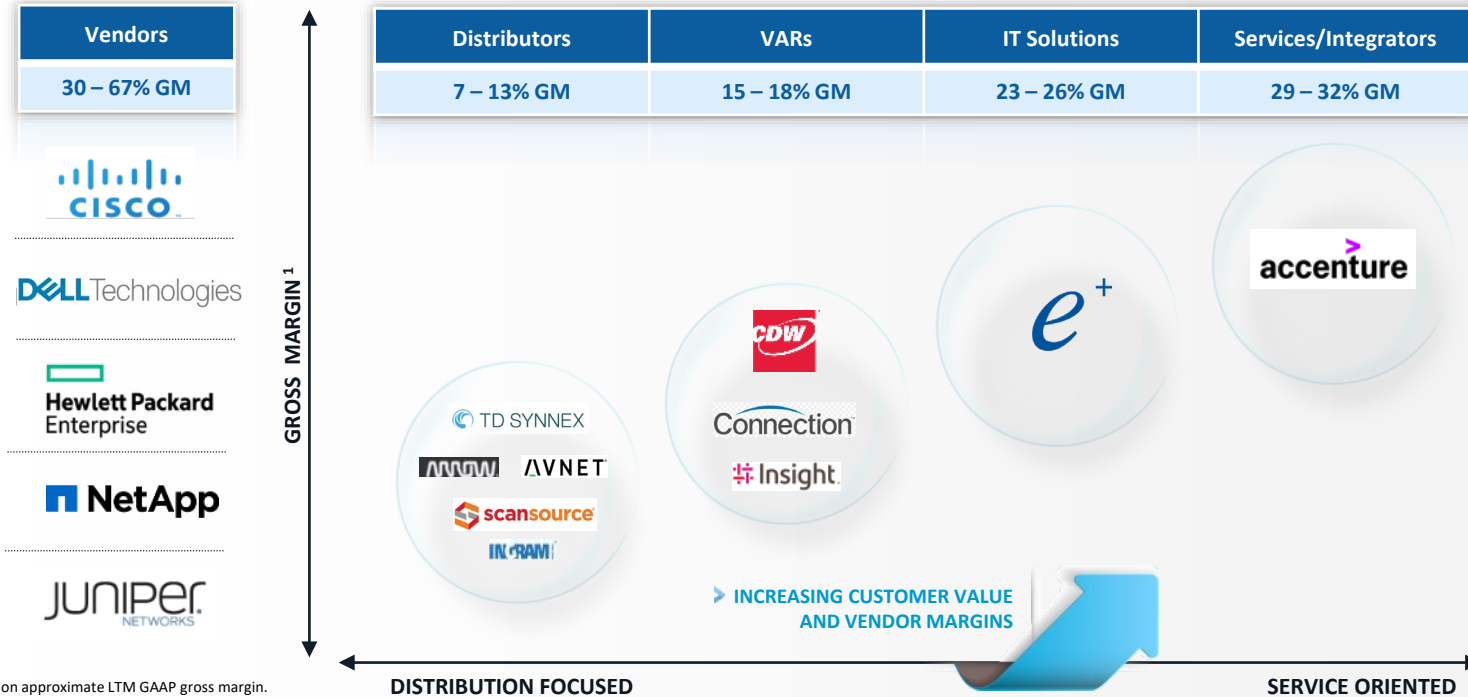 Vendors
30 – 67% GM
CISCO
DELL Technologies
Hewlett Packard
Enterprise
NetApp
JUNIPER
NETWORKS
GROSS MARGIN 1
Distributors VARs IT Solutions Services/Integrators
7 – 13% GM 15 – 18% GM 23 – 26% GM 29 – 32% GM
TD SYNNEX
ARROW AVNET
scansource
INGRAM
CDW
Connection
Insight
e+
accenture
INCREASING CUSTOMER VALUE
AND VENDOR MARGINS
on approximate LTM GAAP gross margin.
DISTRIBUTION FOCUSED SERVICE ORIENTED